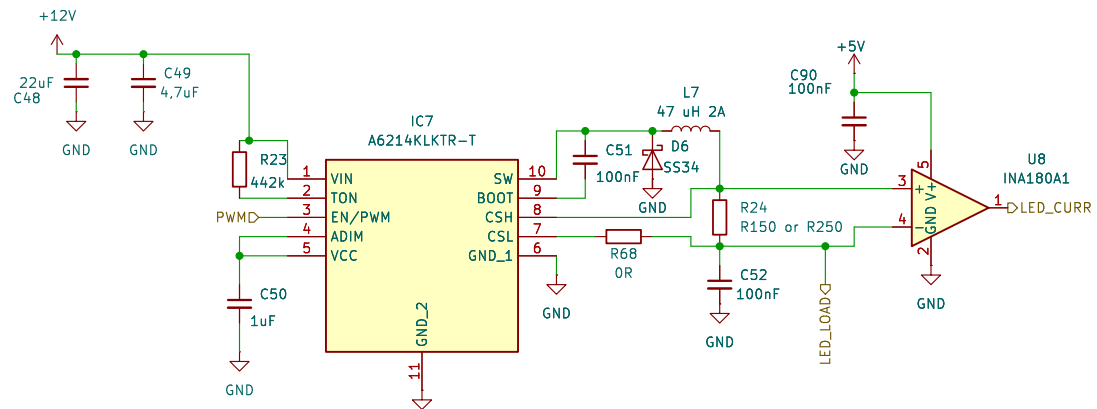 +12V
22uF
C48
C49
4,7uF
GND
GND
R23
442k
IC7
A6214KLKTR-T
1
2
3
4
5
VIN
TON
EN/PWM
ADIM
VCC
PWM
C50
1uF
GND
GND_2
11
SW
BOOT
CSH
CSL
GND_1
10
9
8
7
6
GND
C51
100nF
D6
SS34
GND
L7
47 uH 2A
R24
R150 or R250
R68
0R
C52
100nF
GND
LED_LOAD
+5V
C90
100nF
GND
U8
INA180A1
3
4
5
2
1
+
-
V+
GND
GND
LED_CURR